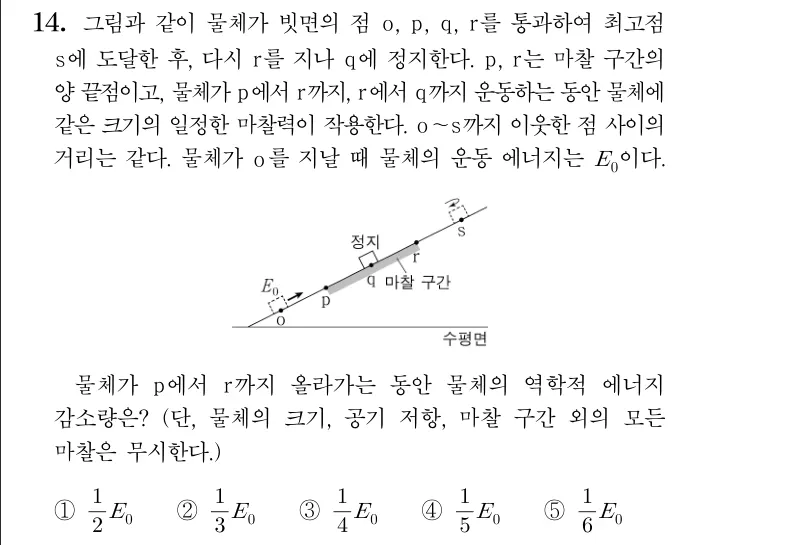 14. 그림과 같이 물체가 빗면의 점 o, p, q, r를 통과하여 최고점
s에 도달한 후, 다시 r를 지나 q에 정지한다. p, r는 마찰 구간의
양 끝점이고, 물체가 p에서 r까지, r에서 q까지 운동하는 동안 물체에
같은 크기의 일정한 마찰력이 작용한다. o～s까지 이웃한 점 사이의
거리는 같다. 물체가 o를 지날 때 물체의 운동 에너지는 E₀이다.
s
정지
r
E₀
q 마찰 구간
p
o
수평면
물체가 p에서 r까지 올라가는 동안 물체의 역학적 에너지
감소량은? (단, 물체의 크기, 공기 저항, 마찰 구간 외의 모든
마찰은 무시한다.)
① 1/2 E₀ ② 1/3 E₀ ③ 1/4 E₀ ④ 1/5 E₀ ⑤ 1/6 E₀